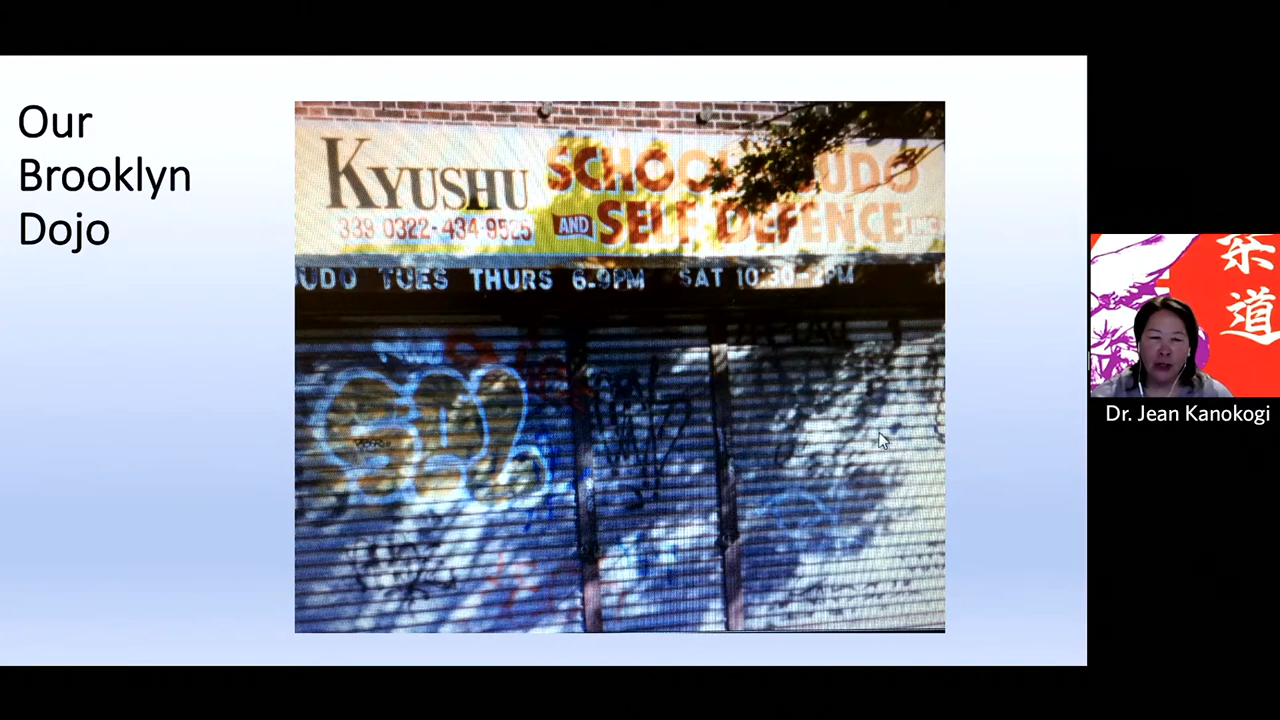 Our
Brooklyn
Dojo
KYUSHU SCHOOL JUDO
339 0322-434-9525 AND SELF DEFENCE INC
JUDO TUES THURS 6-9PM SAT 10:30-2PM
柔
道
Dr. Jean Kanokogi